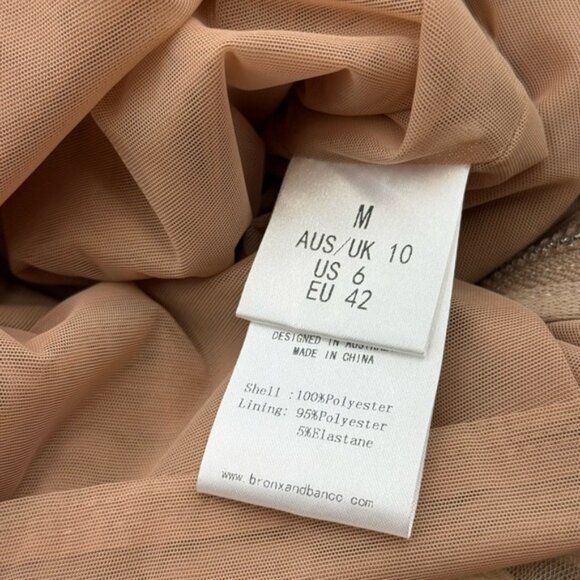 M
AUS/UK 10
US 6
EU 42
DESIGNED IN
MADE IN CHINA
Shell :100%Polyester
Lining: 95%Polyester
5%Elastane
www.bronxandbanco.com